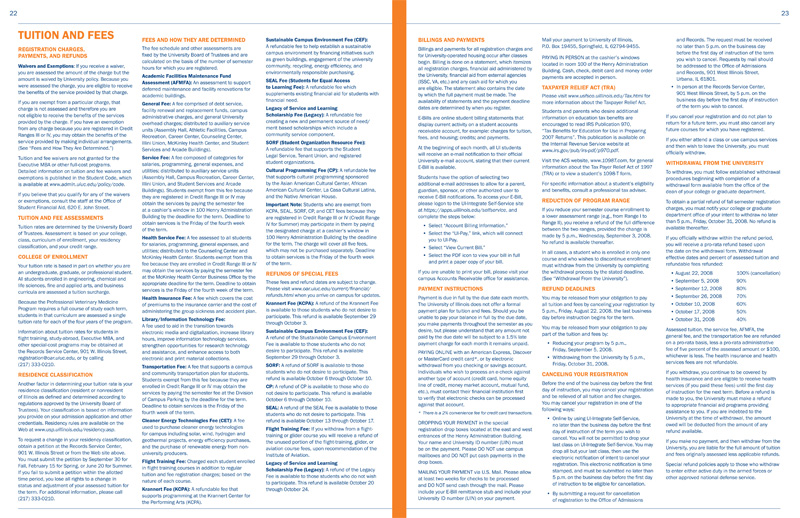 22
TUITION AND FEES
REGISTRATION CHARGES,
PAYMENTS, AND REFUNDS
Waivers and Exemptions: If you receive a waiver,
you are assessed the amount of the charge but the
amount is waived by University policy. Because you
were assessed the charge, you are eligible to receive
the benefits of the service provided by that charge.
If you are exempt from a particular charge, that
charge is not assessed and therefore you are
not eligible to receive the benefits of the services
provided by the charge. If you have an exemption
from any charge because you are registered in Credit
Range III or IV, you may obtain the benefits of the
service provided by making individual arrangements.
(See "Fees and How They Are Determined.")
Tuition and fee waivers are not granted for the
Executive MBA or other full-cost programs.
Detailed information on tuition and fee waivers and
exemptions is published in the Student Code, which
is available at www.admin.uiuc.edu/policy/code.
If you believe that you qualify for any of the waivers
or exemptions, consult the staff at the Office of
Student Financial Aid, 620 E. John Street.
TUITION AND FEE ASSESSMENTS
Tuition rates are determined by the University Board
of Trustees. Assessment is based on your college,
class, curriculum of enrollment, your residency
classification, and your credit range.
COLLEGE OF ENROLLMENT
Your tuition rate is based in part on whether you are
an undergraduate, graduate, or professional student.
All students enrolled in engineering, chemical and
life sciences, fine and applied arts, and business
curricula are assessed a tuition surcharge.
Because the Professional Veterinary Medicine
Program requires a full course of study each term,
students in that curriculum are assessed a single
tuition rate for each of the four years of the program.
Information about tuition rates for students in
flight training, study-abroad, Executive MBA, and
other special-cost programs may be obtained at
the Records Service Center, 901 W. Illinois Street,
registration@uiuc.edu, or by calling
(217) 333-0210.
RESIDENCY CLASSIFICATION
Another factor in determining your tuition rate is your
residence classification (resident or nonresident
of Illinois as defined and determined according to
regulations approved by the University Board of
Trustees). Your classification is based on information
you provide on your admission application and other
credentials. Residency rules are available on the
Web at www.usp.uillinois.edu/residency.
To request a change in your residency classification,
obtain a petition at the Records Service Center,
901 W. Illinois Street or from the Web site above.
You must submit the petition by September 30 for
Fall, February 15 for Spring, or June 20 for Summer.
If you fail to submit a petition within the allotted
time period, you lose all rights to a change in
status and adjustment of your assessed tuition for
the term. For additional information, please call
(217) 333-0210.
FEES AND HOW THEY ARE DETERMINED
The fee schedule and other assessments are
fixed by the University Board of Trustees and are
calculated on the basis of the number of semester
hours for which you are registered.
Academic Facilities Maintenance Fund
Assessment (AFMFA): An assessment to support
deferred maintenance and facility renovations for
academic buildings.
General Fee: A fee comprised of debt service,
facility renewal and replacement funds, campus
administrative charges, and general University
overhead charges; distributed to auxiliary service
units (Assembly Hall, Athletic Facilities, Campus
Recreation, Career Center, Counseling Center,
Illini Union, McKinley Health Center, and Student
Services and Arcade Buildings).
Service Fee: A fee composed of categories for
salaries, programming, general expenses, and
utilities; distributed to auxiliary service units
(Assembly Hall, Campus Recreation, Career Center,
Illini Union, and Student Services and Arcade
Buildings). Students exempt from this fee because
they are registered in Credit Range III or IV may
obtain the services by paying the semester fee
at a cashier's window in 100 Henry Administration
Building by the deadline for the term. Deadline to
obtain services is the Friday of the fourth week
of the term.
Health Service Fee: A fee assessed to all students
for salaries, programming, general expenses, and
utilities; distributed to the Counseling Center and
McKinley Health Center. Students exempt from this
fee because they are enrolled in Credit Range III or IV
may obtain the services by paying the semester fee
at the McKinley Health Center Business Office by the
appropriate deadline for the term. Deadline to obtain
services is the Friday of the fourth week of the term.
Health Insurance Fee: A fee which covers the cost
of premiums to the insurance carrier and the cost of
administering the group sickness and accident plan.
Library/Information Technology Fee:
A fee used to aid in the transition towards
electronic media and digitalization, increase library
hours, improve information technology services,
strengthen opportunities for research technology
and assistance, and enhance access to both
electronic and print material collections.
Transportation Fee: A fee that supports a campus
and community transportation plan for students.
Students exempt from this fee because they are
enrolled in Credit Range III or IV may obtain the
services by paying the semester fee at the Division
of Campus Parking by the deadline for the term.
Deadline to obtain services is the Friday of the
fourth week of the term.
Cleaner Energy Technologies Fee (CET): A fee
used to purchase cleaner energy technologies
for campus including solar, wind, hydrogen and
geothermal projects, energy efficiency purchases,
and the purchase of renewable energy from non-
university producers.
Flight Training Fee: Charged each student enrolling
in flight training courses in addition to regular
tuition and fee registration charges; based on the
nature of each course.
Krannert Fee (KCPA): A refundable fee that
supports programming at the Krannert Center for
the Performing Arts (KCPA).
Sustainable Campus Environment Fee (CEF):
A refundable fee to help establish a sustainable
campus environment by financing initiatives such
as green buildings, engagement of the university
community, recycling, energy efficiency, and
environmentally responsible purchasing.
SEAL Fee (Students for Equal Access
to Learning Fee): A refundable fee which
supplements existing financial aid for students with
financial need.
Legacy of Service and Learning
Scholarship Fee (Legacy): A refundable fee
creating a new and permanent source of need/
merit based scholarships which include a
community service component.
SORF (Student Organization Resource Fee):
A refundable fee that supports the Student
Legal Service, Tenant Union, and registered
student organizations.
Cultural Programming Fee (CP): A refundable fee
that supports cultural programming sponsored
by the Asian American Cultural Center, African
American Cultural Center, La Casa Cultural Latina,
and the Native American House.
Important Note: Students who are exempt from
KCPA, SEAL, SORF, CP, and CET fees because they
are registered in Credit Range III or IV (Credit Range
IV for Summer) may participate in them by paying
the designated charge at a cashier's window in
100 Henry Administration Building by the deadline
for the term. The charge will cover all five fees,
which may not be purchased separately. Deadline
to obtain services is the Friday of the fourth week
of the term.
REFUNDS OF SPECIAL FEES
These fees and refund dates are subject to change.
Please view www.uiuc.edu/current/financial/
refunds.html when you arrive on campus for updates.
Krannert Fee (KCPA): A refund of the Krannert Fee
is available to those students who do not desire to
participate. This refund is available September 29
through October 3.
Sustainable Campus Environment Fee (CEF):
A refund of the Sustainable Campus Environment
Fee is available to those students who do not
desire to participate. This refund is available
September 29 through October 3.
SORF: A refund of SORF is available to those
students who do not desire to participate. This
refund is available October 6 through October 10.
CP: A refund of CP is available to those who do
not desire to participate. This refund is available
October 6 through October 13.
SEAL: A refund of the SEAL Fee is available to those
students who do not desire to participate. This
refund is available October 13 through October 17.
Flight Training Fee: If you withdraw from a flight-
training or glider course you will receive a refund of
the unused portion of the flight-training, glider, or
aviation course fees, upon recommendation of the
Institute of Aviation.
Legacy of Service and Learning
Scholarship Fee (Legacy): A refund of the Legacy
Fee is available to those students who do not wish
to participate. This refund is available October 20
through October 24.
23
BILLINGS AND PAYMENTS
Billings and payments for all registration charges and
for University-operated housing occur after classes
begin. Billing is done on a statement, which removes
all registration charges, financial aid administered by
the University, financial aid from external agencies
(ISSC, VA, etc.) and any cash aid for which you
are eligible. The statement also contains the date
by which the full payment must be made. The
availability of statements and the payment deadline
dates are determined by when you register.
E-Bills are online student billing statements that
display current activity on a student accounts
receivable account, for example: charges for tuition,
fees, and housing; credits; and payments.
At the beginning of each month, all UI students
will receive an e-mail notification to their official
University e-mail account, stating that their current
E-Bill is available.
Students have the option of selecting two
additional e-mail addresses to allow for a parent,
guardian, sponsor, or other authorized user to
receive E-Bill notifications. To access your E-Bill,
please logon to the UI-Integrate Self-Service site
at https://apps.uillinois.edu/selfservice, and
complete the steps below:
• Select "Account Billing Information,"
• Select the "UI-Pay" link, which will connect
you to UI-Pay.
• Select "View Current Bill"
• Select the PDF icon to view your bill in full
and print a paper copy of your bill.
If you are unable to print your bill, please visit your
campus Accounts Receivable office for assistance.
PAYMENT INSTRUCTIONS
Payment is due in full by the due date each month.
The University of Illinois does not offer a formal
payment plan for tuition and fees. Should you be
unable to pay your balance in full by the due date,
you make payments throughout the semester as you
desire, but please understand that any amount not
paid by the due date will be subject to a 1.5% late
payment charge for each month it remains unpaid.
PAYING ONLINE with an American Express, Discover
or MasterCard credit card*, or by electronic
withdrawal from you checking or savings account.
Individuals who wish to process an e-check against
another type of account (credit card, home equity
line of credit, money market account, mutual fund,
etc.), must contact their financial institution first
to verify that electronic checks can be processed
against that account.
* There is a 2% convenience fee for credit card transactions.
DROPPING YOUR PAYMENT in the special
registration drop boxes located at the east and west
entrances of the Henry Administration Building.
Your name and University ID number (UIN) must
be on the payment. Please DO NOT use campus
mailboxes and DO NOT put cash payments in the
drop boxes.
MAILING YOUR PAYMENT via U.S. Mail. Please allow
at least two weeks for checks to be processed
and DO NOT send cash through the mail. Please
include your E-Bill remittance stub and include your
University ID number (UIN) on your payment.
Mail your payment to University of Illinois,
P.O. Box 19455, Springfield, IL 62794-9455.
PAYING IN PERSON at the cashier's windows
located in room 100 of the Henry Administration
Building. Cash, check, debit card and money order
payments are accepted in person.
TAXPAYER RELIEF ACT (TRA)
Please visit www.usfsco.uillinois.edu/Tax.html for
more information about the Taxpayer Relief Act.
Students and parents who desire additional
information on education tax benefits are
encouraged to read IRS Publication 970,
"Tax Benefits for Education for Use in Preparing
2007 Returns". This publication is available on
the Internal Revenue Service website at
www.irs.gov/pub/irs-pdf/p970.pdf.
Visit the ACS website, www.1098T.com, for general
information about the Tax Payer Relief Act of 1997
(TRA) or to view a student's 1098-T form.
For specific information about a student's eligibility
and benefits, consult a professional tax advisor.
REDUCTION OF PROGRAM RANGE
If you reduce your semester course enrollment to
a lower assessment range (e.g., from Range I to
Range II), you receive a refund of the full difference
between the two ranges, provided the change is
made by 5 p.m., Wednesday, September 3, 2008.
No refund is available thereafter.
In all cases, a student who is enrolled in only one
course and who wishes to discontinue enrollment
must withdraw from the University by completing
the withdrawal process by the stated deadline.
(See "Withdrawal from the University").
REFUND DEADLINES
You may be released from your obligation to pay
all tuition and fees by canceling your registration by
5 p.m., Friday, August 22, 2008, the last business
day before instruction begins for the term.
You may be released from your obligation to pay
part of the tuition and fees by
• Reducing your program by 5 p.m.,
Friday, September 5, 2008.
• Withdrawing from the University by 5 p.m.,
Friday, October 31, 2008.
CANCELING YOUR REGISTRATION
Before the end of the business day before the first
day of instruction, you may cancel your registration
and be relieved of all tuition and fee charges.
You may cancel your registration in one of the
following ways:
• Online by using UI-Integrate Self-Service,
no later than the business day before the first
day of instruction of the term you wish to
cancel. You will not be permitted to drop your
last class on UI-Integrate Self-Service. You may
drop all but your last class, then use the
electronic notification of intent to cancel your
registration. This electronic notification is time
stamped, and must be submitted no later than
5 p.m. on the business day before the first day
of instruction to be eligible for cancellation.
• By submitting a request for cancellation
of registration to the Office of Admissions
and Records. The request must be received
no later than 5 p.m. on the business day
before the first day of instruction of the term
you wish to cancel. Requests by mail should
be addressed to the Office of Admissions
and Records, 901 West Illinois Street,
Urbana, IL 61801.
• In person at the Records Service Center,
901 West Illinois Street, by 5 p.m. on the
business day before the first day of instruction
of the term you wish to cancel.
If you cancel your registration and do not plan to
return for a future term, you must also cancel any
future courses for which you have registered.
If you either attend a class or use campus services
and then wish to leave the University, you must
officially withdraw.
WITHDRAWAL FROM THE UNIVERSITY
To withdraw, you must follow established withdrawal
procedures beginning with completion of a
withdrawal form available from the office of the
dean of your college or graduate department.
To obtain a partial refund of fall semester registration
charges, you must notify your college or graduate
department office of your intent to withdraw no later
than 5 p.m., Friday, October 31, 2008. No refund is
available thereafter.
If you officially withdraw within the refund period,
you will receive a pro-rata refund based upon
the date on the withdrawal form. Withdrawal
effective dates and percent of assessed tuition and
refundable fees refunded:
• August 22, 2008 100% (cancellation)
• September 5, 2008 90%
• September 12, 2008 80%
• September 26, 2008 70%
• October 10, 2008 60%
• October 17, 2008 50%
• October 31, 2008 40%
Assessed tuition, the service fee, AFMFA, the
general fee, and the transportation fee are refunded
on a pro-rata basis, less a pro-rata administrative
fee of five percent of the assessed amount or $100,
whichever is less. The health insurance and health
services fees are not refundable.
If you withdraw, you continue to be covered by
health insurance and are eligible to receive health
services (if you paid these fees) until the first day
of instruction for the next term. Before a refund is
made to you, the University must make a refund
to appropriate financial aid programs providing
assistance to you. If you are indebted to the
University at the time of withdrawal, the amount
owed will be deducted from the amount of any
refund available.
If you make no payment, and then withdraw from the
University, you are liable for the full amount of tuition
and fees originally assessed less applicable refunds.
Special refund policies apply to those who withdraw
to enter either active duty in the armed forces or
other approved national defense service.